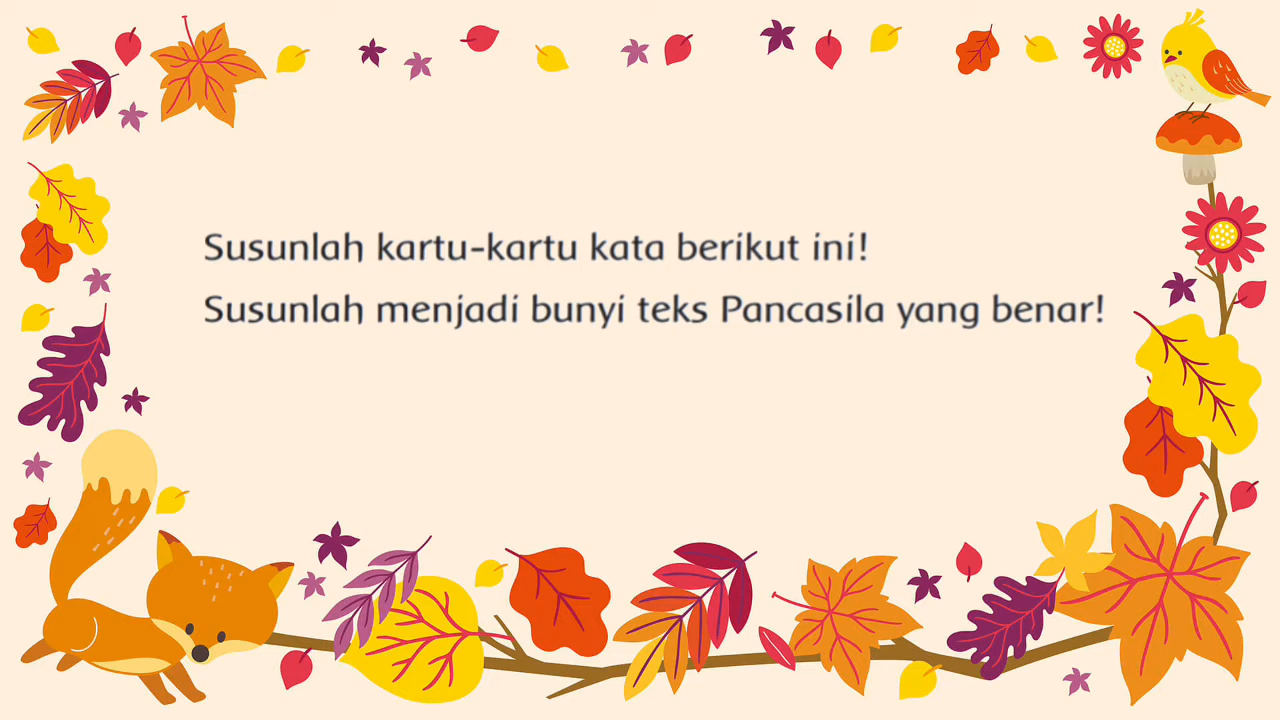 Susunlah kartu-kartu kata berikut ini!
Susunlah menjadi bunyi teks Pancasila yang benar!